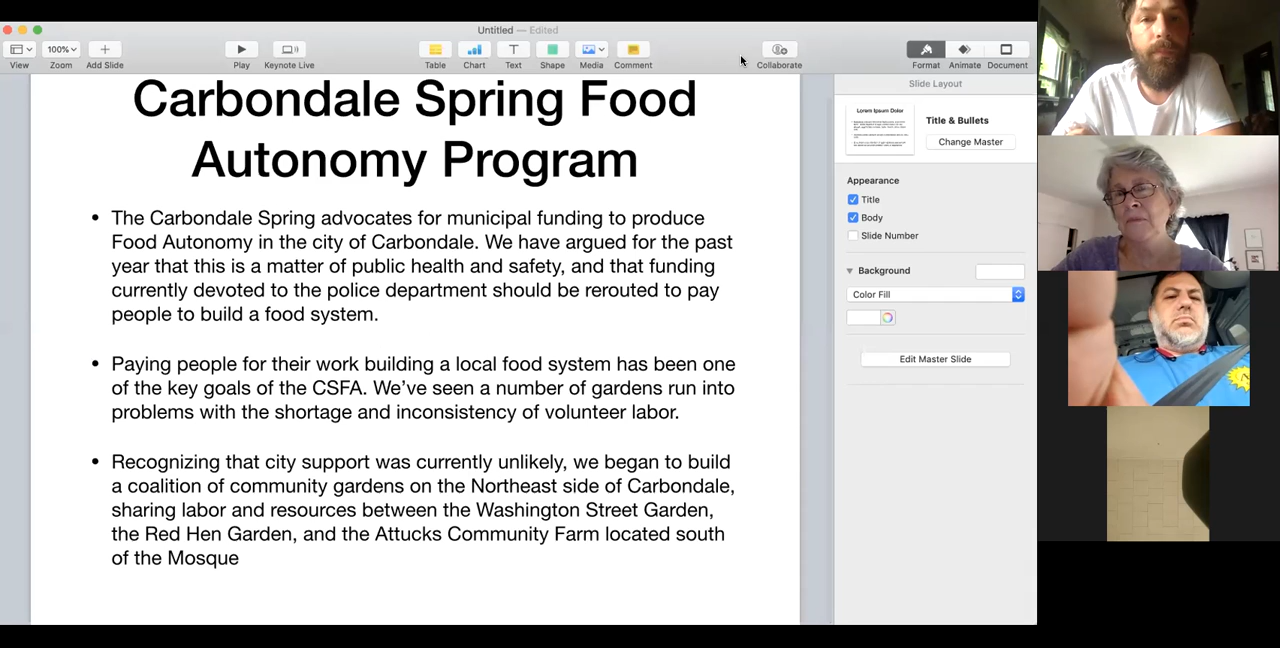 Untitled — Edited
100%
View
Zoom
Add Slide
Play
Keynote Live
Table
Chart
Text
Shape
Media
Comment
Collaborate
Format
Animate
Document
Carbondale Spring Food
Autonomy Program
• The Carbondale Spring advocates for municipal funding to produce
Food Autonomy in the city of Carbondale. We have argued for the past
year that this is a matter of public health and safety, and that funding
currently devoted to the police department should be rerouted to pay
people to build a food system.
• Paying people for their work building a local food system has been one
of the key goals of the CSFA. We’ve seen a number of gardens run into
problems with the shortage and inconsistency of volunteer labor.
• Recognizing that city support was currently unlikely, we began to build
a coalition of community gardens on the Northeast side of Carbondale,
sharing labor and resources between the Washington Street Garden,
the Red Hen Garden, and the Attucks Community Farm located south
of the Mosque
Slide Layout
Lorem Ipsum Dolor
Title & Bullets
Change Master
Appearance
Title
Body
Slide Number
Background
Color Fill
Edit Master Slide